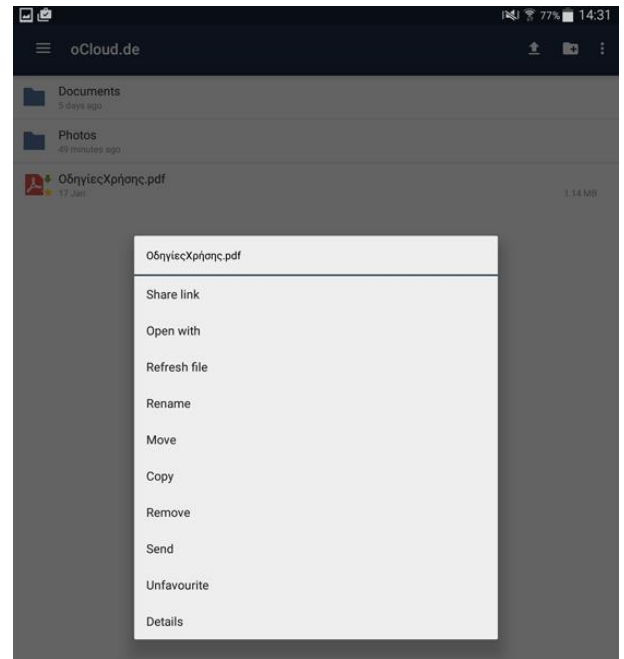 77% 14:31
oCloud.de
Documents
5 days ago
Photos
49 minutes ago
ΟδηγίεςΧρήσης.pdf
17 Jan 1.14 MB
ΟδηγίεςΧρήσης.pdf
Share link
Open with
Refresh file
Rename
Move
Copy
Remove
Send
Unfavourite
Details